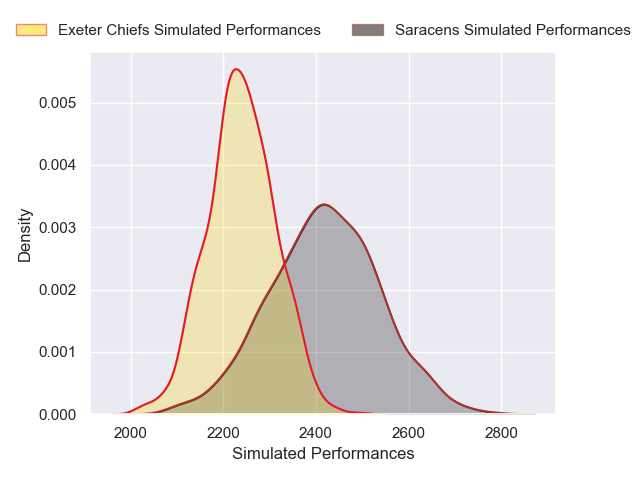 Exeter Chiefs Simulated Performances Saracens Simulated Performances
0.005
0.004
0.003
0.002
0.001
0.000
Density
2000 2200 2400 2600 2800
Simulated Performances